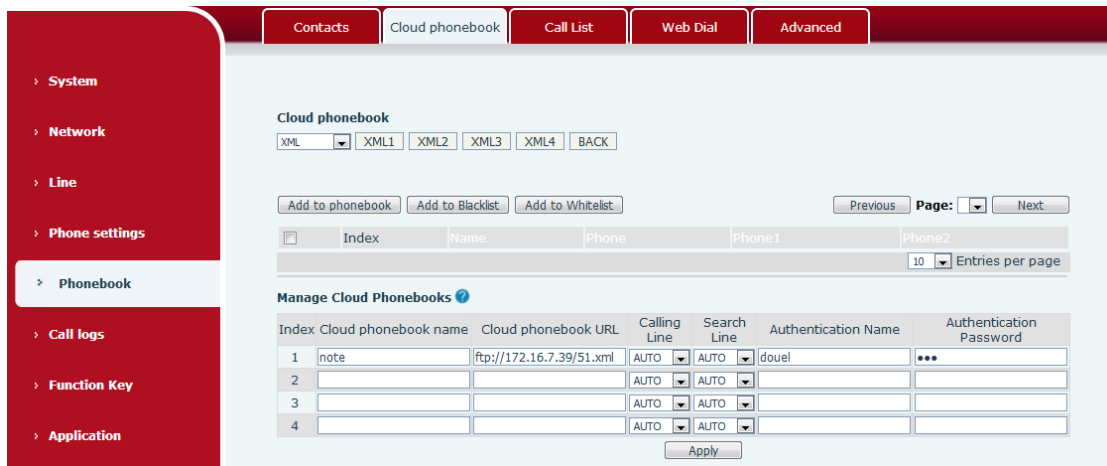 Contacts Cloud phonebook Call List Web Dial Advanced
› System
› Network
› Line
› Phone settings
› Phonebook
› Call logs
› Function Key
› Application
Cloud phonebook
XML XML1 XML2 XML3 XML4 BACK
Add to phonebook Add to Blacklist Add to Whitelist Previous Page: Next
Index Name Phone Phone1 Phone2
10 Entries per page
Manage Cloud Phonebooks ?
Index Cloud phonebook name Cloud phonebook URL Calling Line Search Line Authentication Name Authentication Password
1 note ftp://172.16.7.39/51.xml AUTO AUTO douel •••
2 AUTO AUTO
3 AUTO AUTO
4 AUTO AUTO
Apply